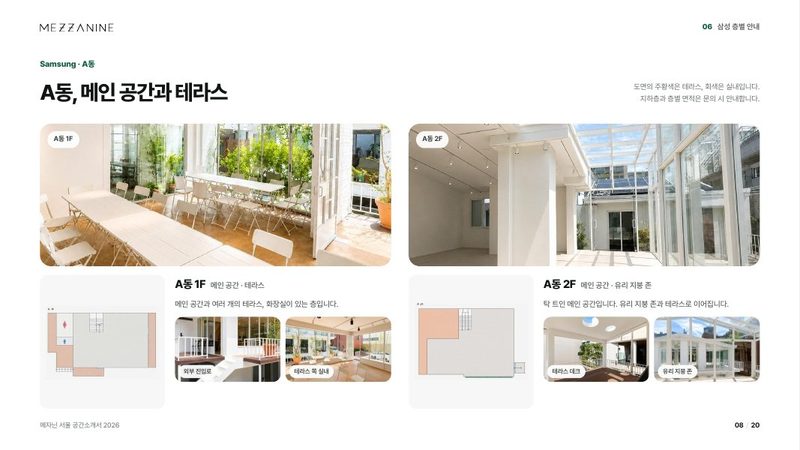 MEZZANINE
06 삼성 층별 안내
Samsung · A동
A동, 메인 공간과 테라스
도면의 주황색은 테라스, 회색은 실내입니다.
지하층과 층별 면적은 문의 시 안내합니다.
A동 1F
A동 2F
A동 1F 메인 공간 · 테라스
메인 공간과 여러 개의 테라스, 화장실이 있는 층입니다.
외부 진입로
테라스 쪽 실내
A동 2F 메인 공간 · 유리 지붕 존
탁 트인 메인 공간입니다. 유리 지붕 존과 테라스로 이어집니다.
테라스 데크
유리 지붕 존
메자닌 서울 공간소개서 2026
08 / 20